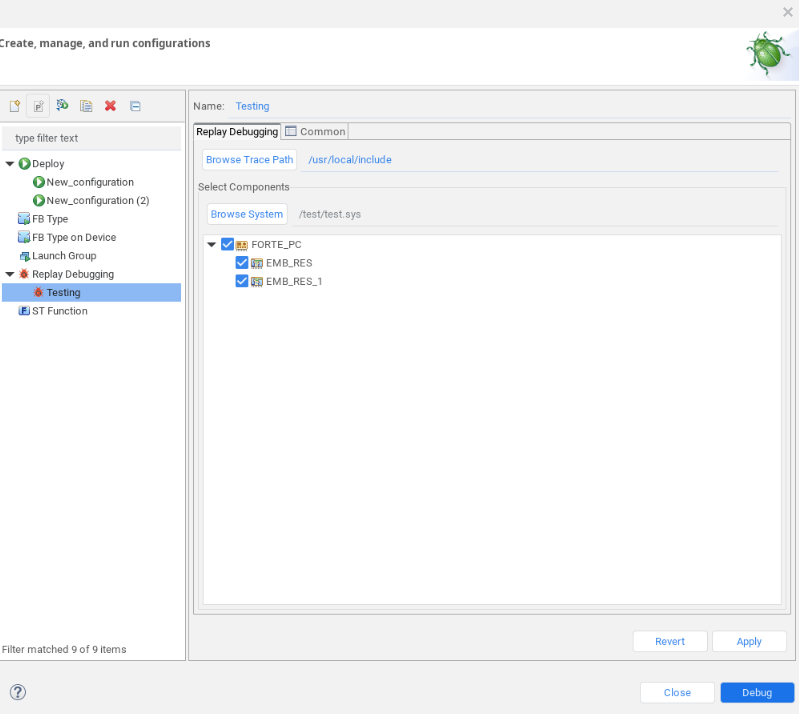 Create, manage, and run configurations
type filter text
Deploy
New_configuration
New_configuration (2)
FB Type
FB Type on Device
Launch Group
Replay Debugging
Testing
ST Function
Filter matched 9 of 9 items
Name: Testing
Replay Debugging Common
Browse Trace Path /usr/local/include
Select Components
Browse System /test/test.sys
FORTE_PC
EMB_RES
EMB_RES_1
Revert Apply
Close Debug